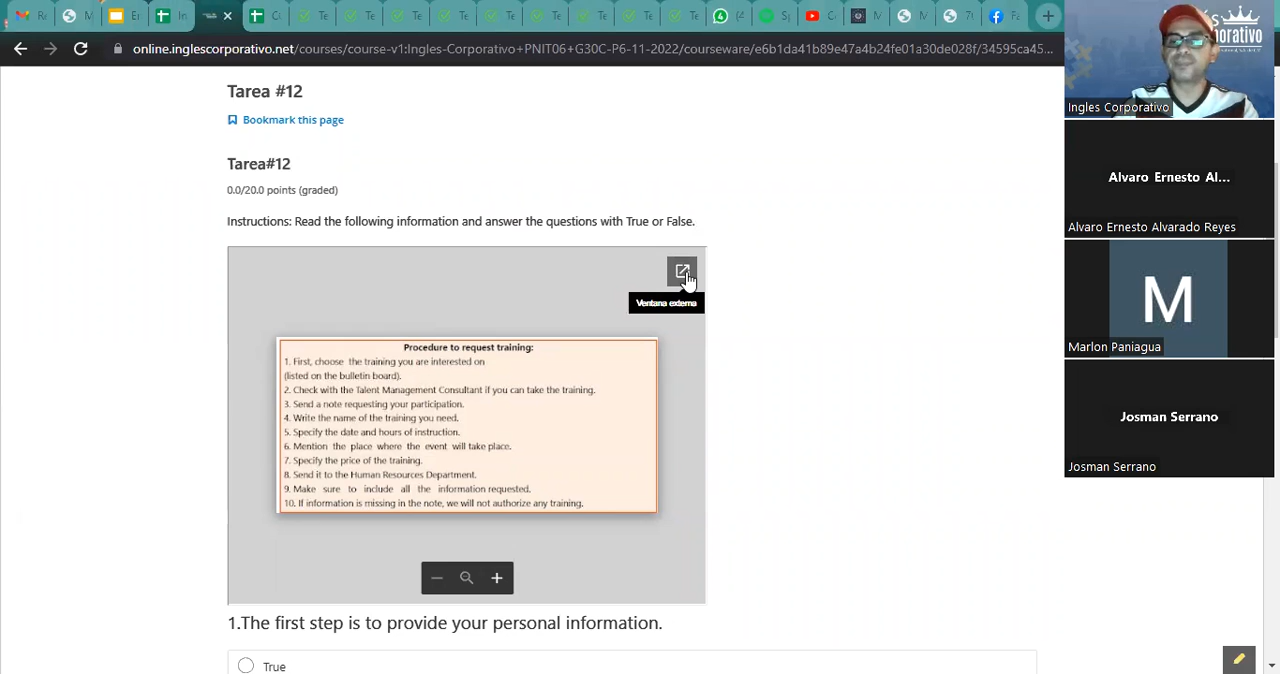 online.inglescorporativo.net/courses/course-v1:Ingles-Corporativo+PNIT06+G30C-P6-11-2022/courseware/e6b1da41b89e47a4b24fe01a30de028f/34595ca45...
Tarea #12
Bookmark this page
Tarea#12
0.0/20.0 points (graded)
Instructions: Read the following information and answer the questions with True or False.
Ventana externa
Procedure to request training:
1. First, choose the training you are interested on
(listed on the bulletin board).
2. Check with the Talent Management Consultant if you can take the training.
3. Send a note requesting your participation.
4. Write the name of the training you need.
5. Specify the date and hours of instruction.
6. Mention the place where the event will take place.
7. Specify the price of the training.
8. Send it to the Human Resources Department.
9. Make sure to include all the information requested.
10. If information is missing in the note, we will not authorize any training.
1.The first step is to provide your personal information.
True
Ingles Corporativo
Alvaro Ernesto Al...
Alvaro Ernesto Alvarado Reyes
M
Marlon Paniagua
Josman Serrano
Josman Serrano